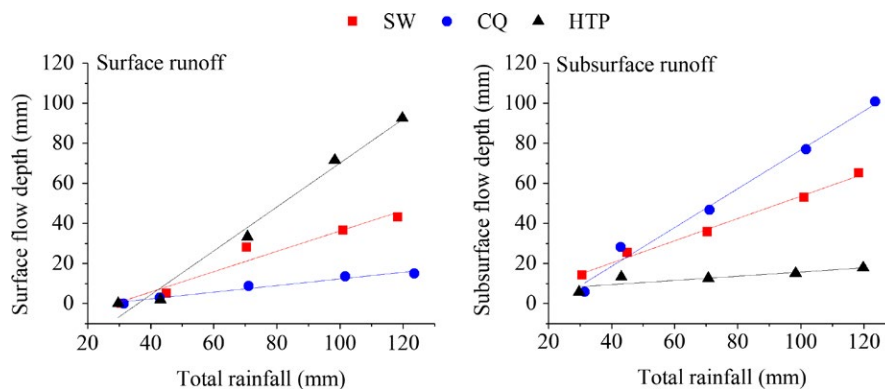 SW CQ HTP
Surface runoff
Surface flow depth (mm)
120
100
80
60
40
20
0
20 40 60 80 100 120
Total rainfall (mm)
Subsurface runoff
Subsurface flow depth (mm)
120
100
80
60
40
20
0
20 40 60 80 100 120
Total rainfall (mm)